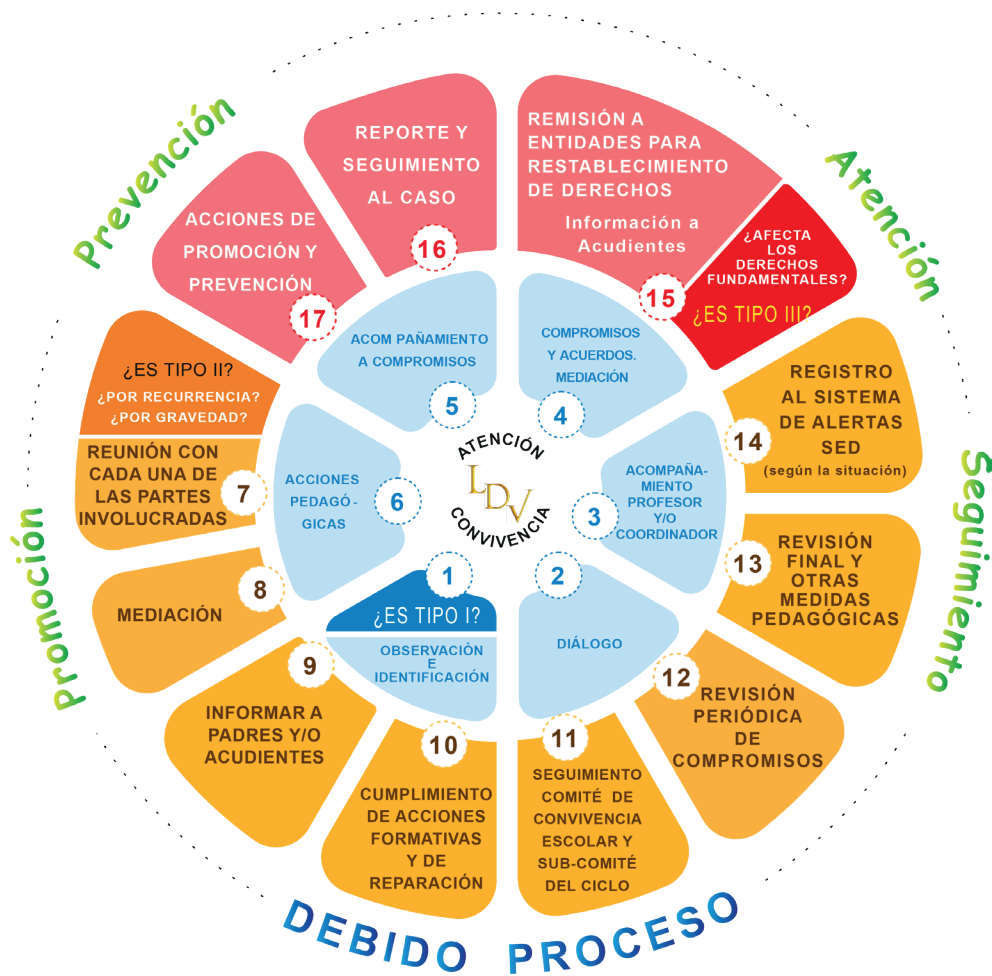 Prevención
Atención
Seguimiento
Promoción
DEBIDO PROCESO
ATENCIÓN
LDV
CONVIVENCIA
1
¿ES TIPO I?
OBSERVACIÒN
E
IDENTIFICACIÓN
2
DIÁLOGO
3
ACOMPAÑA-
MIENTO
PROFESOR
Y/O
COORDINADOR
4
COMPROMISOS
Y ACUERDOS.
MEDIACIÓN
5
ACOM PAÑAMIENTO
A COMPROMISOS
6
ACCIONES
PEDAGÓ-
GICAS
¿ES TIPO II?
¿POR RECURRENCIA?
¿POR GRAVEDAD?
7
REUNIÓN CON
CADA UNA DE
LAS PARTES
INVOLUCRADAS
8
MEDIACIÓN
9
INFORMAR A
PADRES Y/O
ACUDIENTES
10
CUMPLIMIENTO
DE ACCIONES
FORMATIVAS
Y DE
REPARACIÓN
11
SEGUIMIENTO
COMITÉ DE
CONVIVENCIA
ESCOLAR Y
SUB-COMITÉ
DEL CICLO
12
REVISIÓN
PERIÓDICA
DE
COMPROMISOS
13
REVISIÓN
FINAL Y
OTRAS
MEDIDAS
PEDAGÓGICAS
14
REGISTRO
AL SISTEMA
DE ALERTAS
SED
(según la situación)
15
¿AFECTA
LOS
DERECHOS
FUNDAMENTALES?
¿ES TIPO III?
REMISIÓN A
ENTIDADES PARA
RESTABLECIMIENTO
DE DERECHOS
Información a
Acudientes
16
REPORTE Y
SEGUIMIENTO
AL CASO
17
ACCIONES DE
PROMOCIÓN Y
PREVENCIÓN